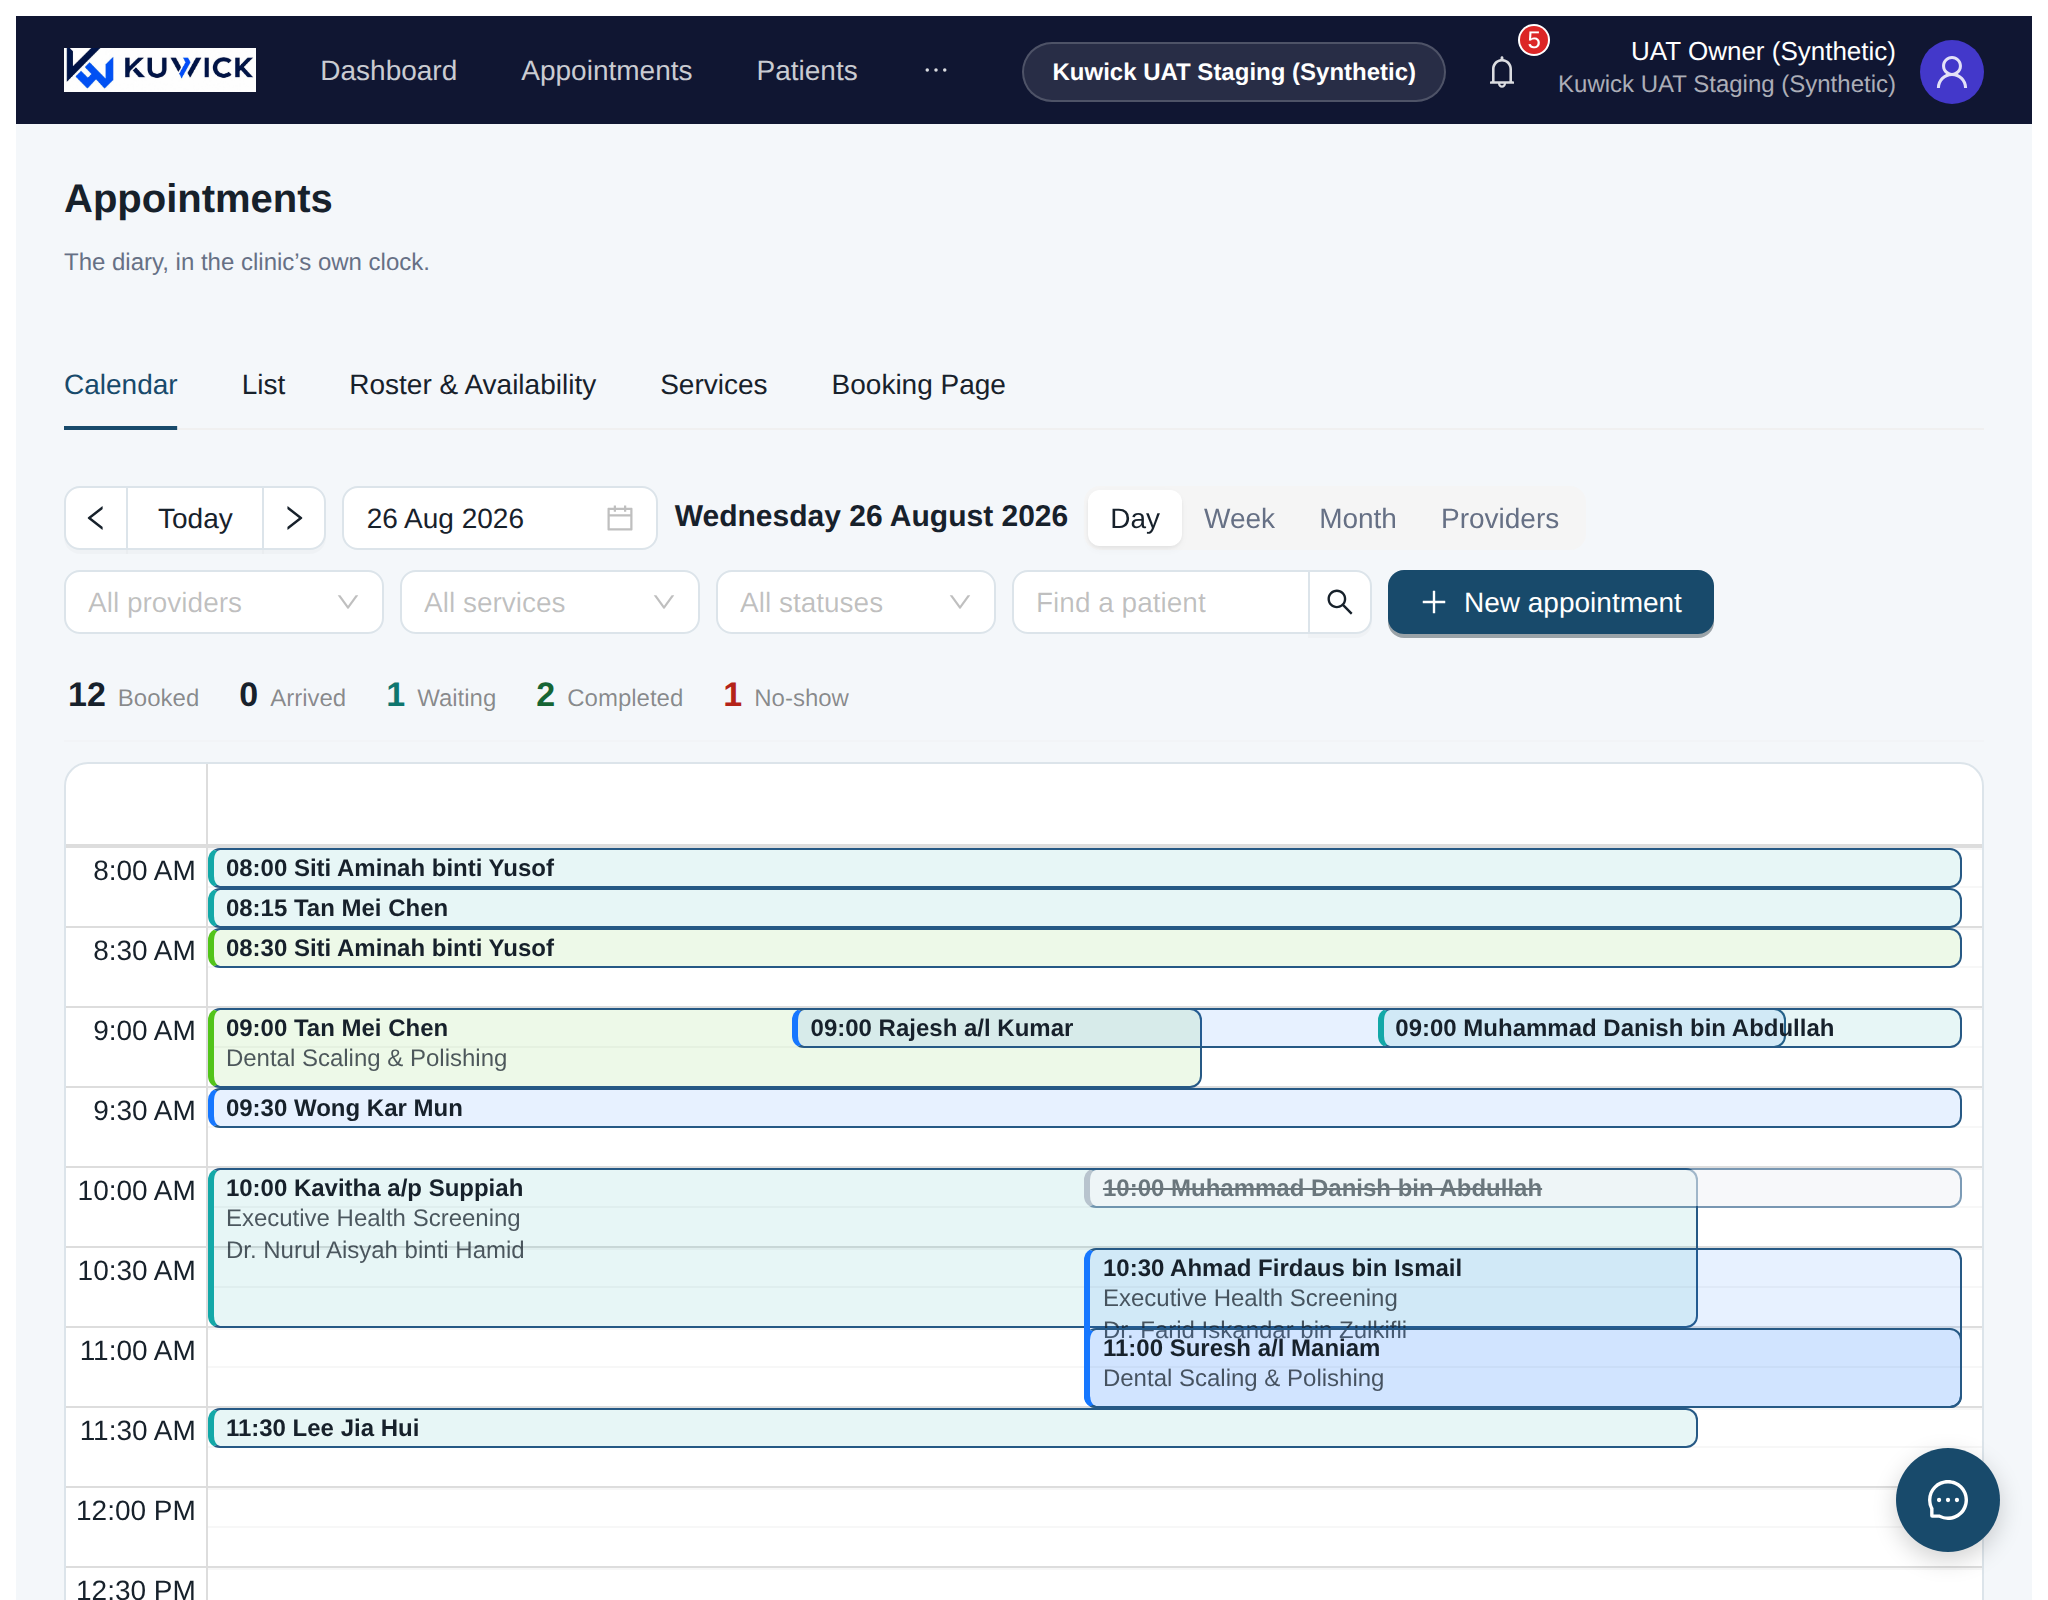 KUWICK
Dashboard
Appointments
Patients
Kuwick UAT Staging (Synthetic)
5
UAT Owner (Synthetic)
Kuwick UAT Staging (Synthetic)
Appointments
The diary, in the clinic’s own clock.
Calendar
List
Roster & Availability
Services
Booking Page
Today
26 Aug 2026
Wednesday 26 August 2026
Day
Week
Month
Providers
All providers
All services
All statuses
Find a patient
New appointment
12 Booked
0 Arrived
1 Waiting
2 Completed
1 No-show
8:00 AM
08:00 Siti Aminah binti Yusof
08:15 Tan Mei Chen
8:30 AM
08:30 Siti Aminah binti Yusof
9:00 AM
09:00 Tan Mei Chen
Dental Scaling & Polishing
09:00 Rajesh a/l Kumar
09:00 Muhammad Danish bin Abdullah
9:30 AM
09:30 Wong Kar Mun
10:00 AM
10:00 Kavitha a/p Suppiah
Executive Health Screening
Dr. Nurul Aisyah binti Hamid
10:00 Muhammad Danish bin Abdullah
10:30 AM
10:30 Ahmad Firdaus bin Ismail
Executive Health Screening
Dr. Farid Iskandar bin Zulkifli
11:00 AM
11:00 Suresh a/l Maniam
Dental Scaling & Polishing
11:30 AM
11:30 Lee Jia Hui
12:00 PM
12:30 PM